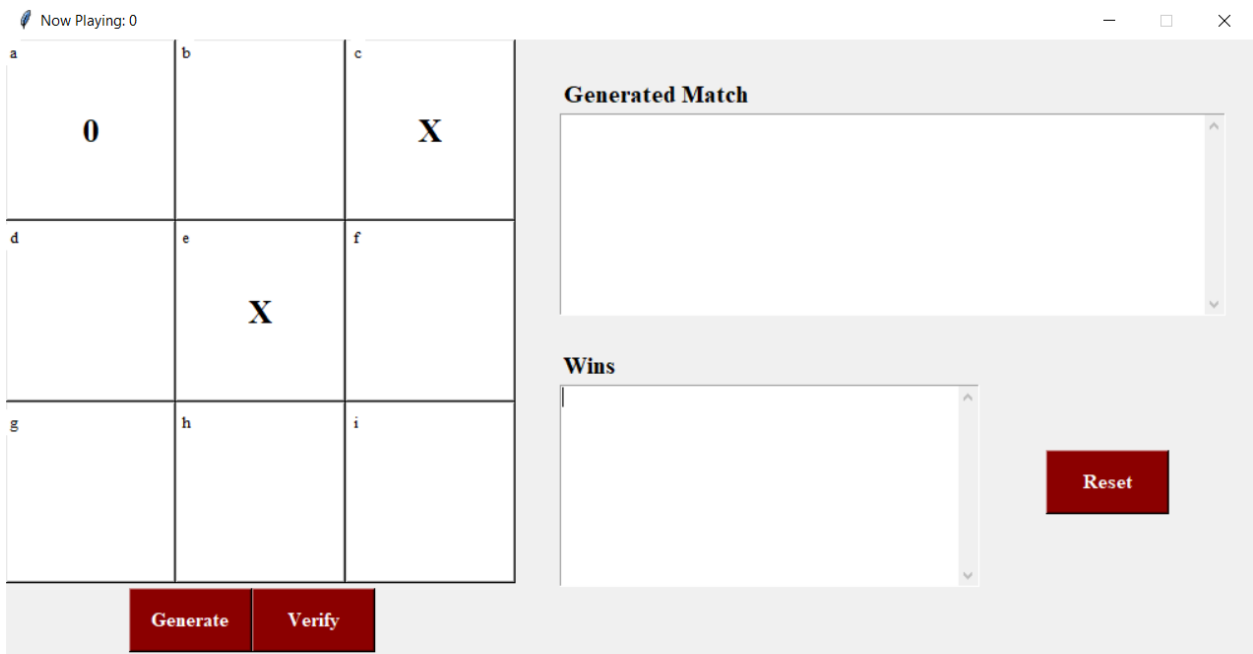 Now Playing: 0
a b c
0 X
d e f
X
g h i
Generate Verify
Generated Match
Wins
Reset